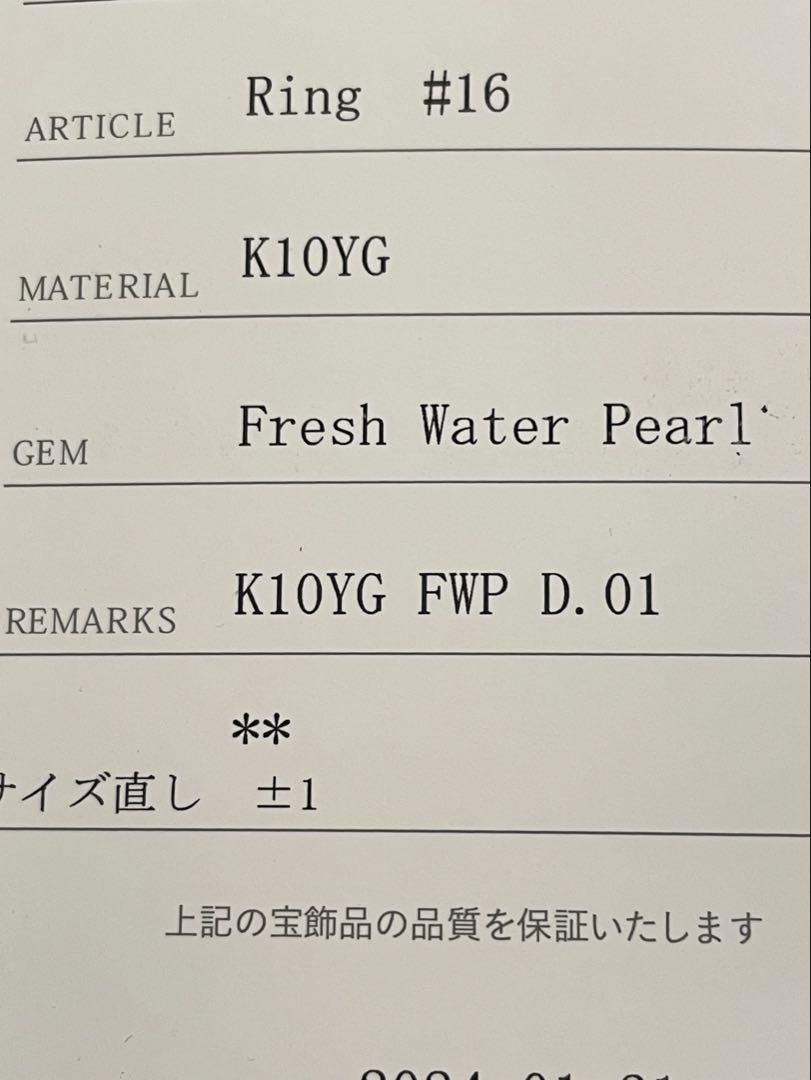 ARTICLE Ring #16
MATERIAL K10YG
GEM Fresh Water Pearl
REMARKS K10YG FWP D.01
**
サイズ直し ±1
上記の宝飾品の品質を保証いたします